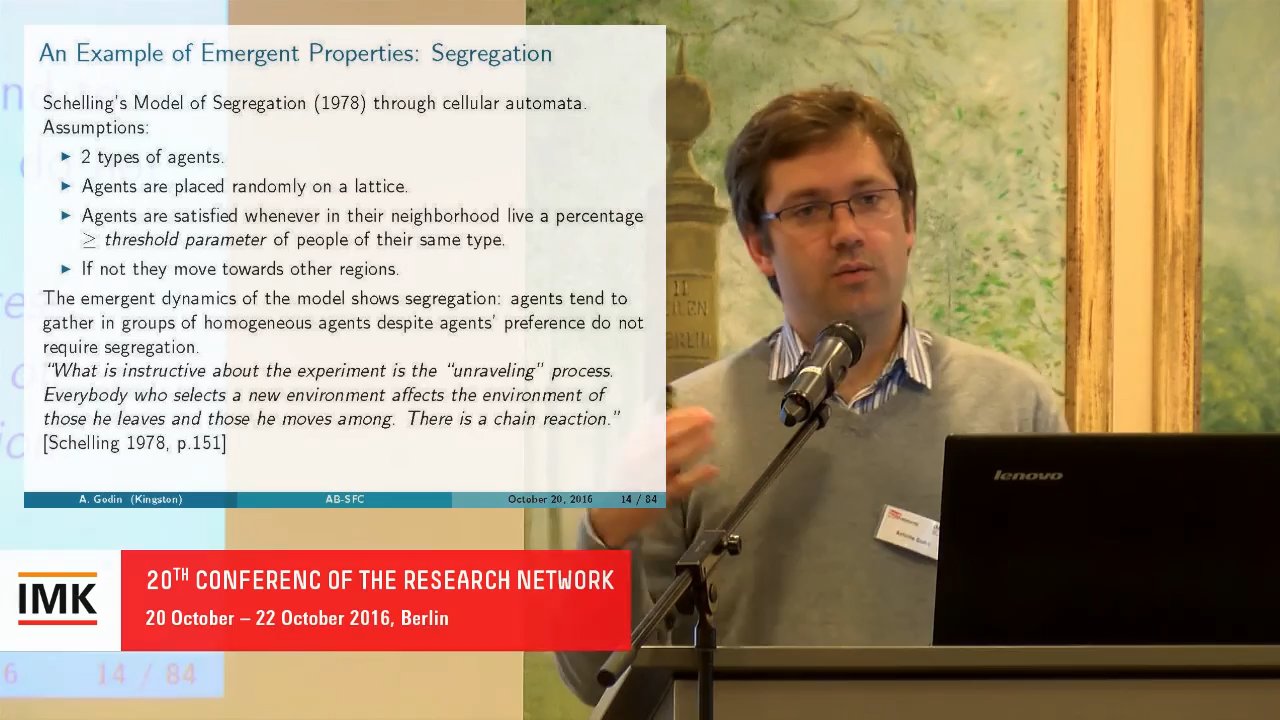 An Example of Emergent Properties: Segregation
Schelling's Model of Segregation (1978) through cellular automata.
Assumptions:
▶ 2 types of agents.
▶ Agents are placed randomly on a lattice.
▶ Agents are satisfied whenever in their neighborhood live a percentage
≥ threshold parameter of people of their same type.
▶ If not they move towards other regions.
The emergent dynamics of the model shows segregation: agents tend to
gather in groups of homogeneous agents despite agents' preference do not
require segregation.
"What is instructive about the experiment is the "unraveling" process.
Everybody who selects a new environment affects the environment of
those he leaves and those he moves among. There is a chain reaction."
[Schelling 1978, p.151]
A. Godin (Kingston) AB-SFC October 20, 2016 14 / 84
IMK
20TH CONFERENC OF THE RESEARCH NETWORK
20 October – 22 October 2016, Berlin
6 14 / 84
lenovo
II
BERLIN